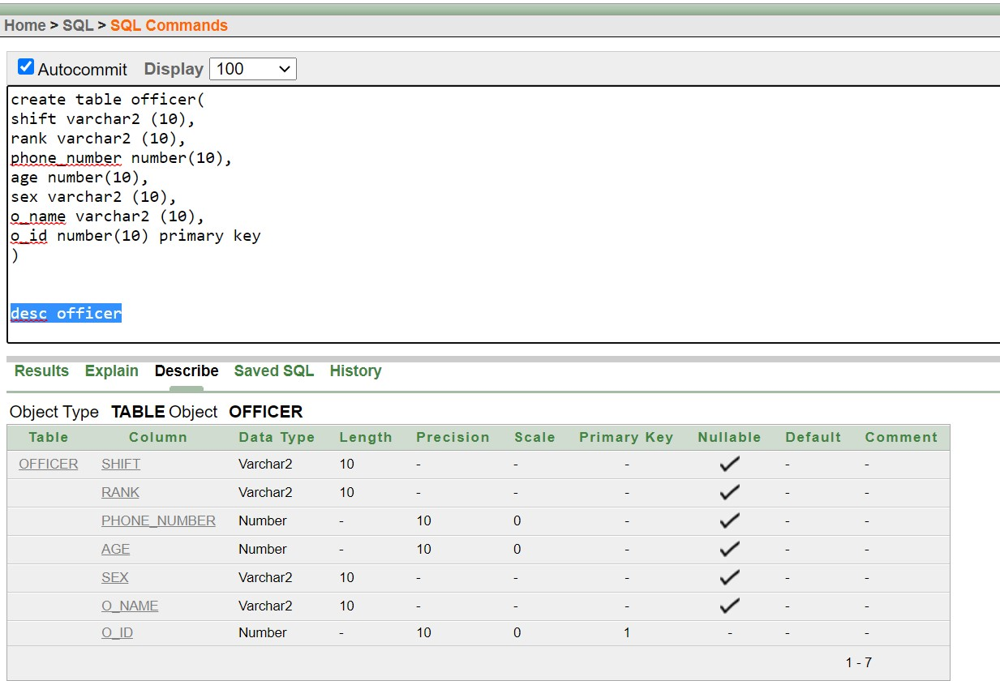 Home > SQL > SQL Commands
Autocommit Display 100
create table officer(
shift varchar2 (10),
rank varchar2 (10),
phone_number number(10),
age number(10),
sex varchar2 (10),
o_name varchar2 (10),
o_id number(10) primary key
)
desc officer
Results Explain Describe Saved SQL History
Object Type TABLE Object OFFICER
Table Column Data Type Length Precision Scale Primary Key Nullable Default Comment
OFFICER SHIFT Varchar2 10 - - - ✓ - -
RANK Varchar2 10 - - - ✓ - -
PHONE_NUMBER Number - 10 0 - ✓ - -
AGE Number - 10 0 - ✓ - -
SEX Varchar2 10 - - - ✓ - -
O_NAME Varchar2 10 - - - ✓ - -
O_ID Number - 10 0 1 - - -
1 - 7